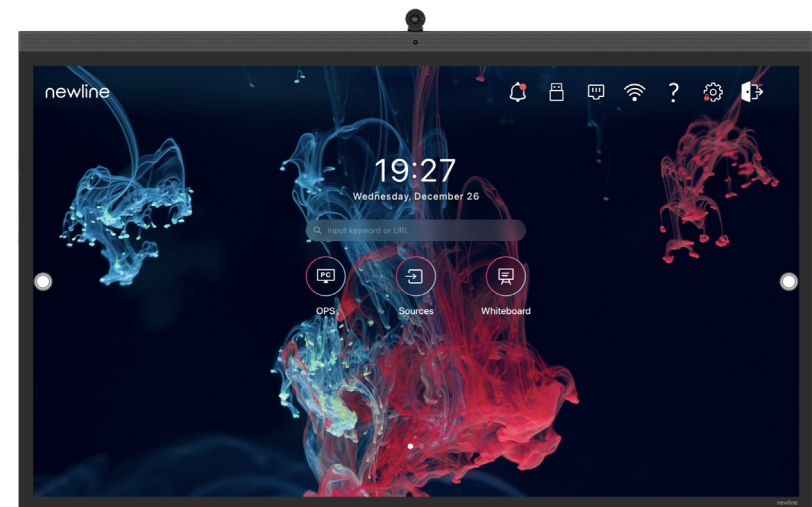 newline
19:27
Wednesday, December 26
Input keyword or URL
PC
OPS
Sources
Whiteboard
newline